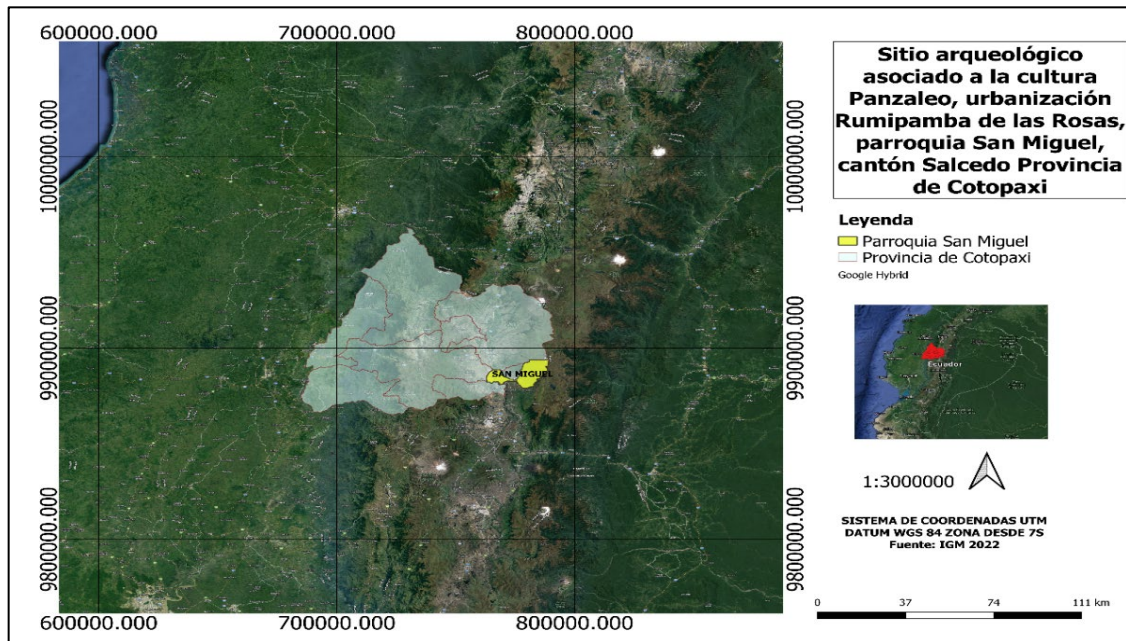 600000.000 700000.000 800000.000
10000000.000 10000000.000
9900000.000 9900000.000
9800000.000 9800000.000
SAN MIGUEL
600000.000 700000.000 800000.000
Sitio arqueológico
asociado a la cultura
Panzaleo, urbanización
Rumipamba de las Rosas,
parroquia San Miguel,
cantón Salcedo Provincia
de Cotopaxi
Leyenda
Parroquia San Miguel
Provincia de Cotopaxi
Google Hybrid
Ecuador
1:3000000
SISTEMA DE COORDENADAS UTM
DATUM WGS 84 ZONA DESDE 7S
Fuente: IGM 2022
0 37 74 111 km